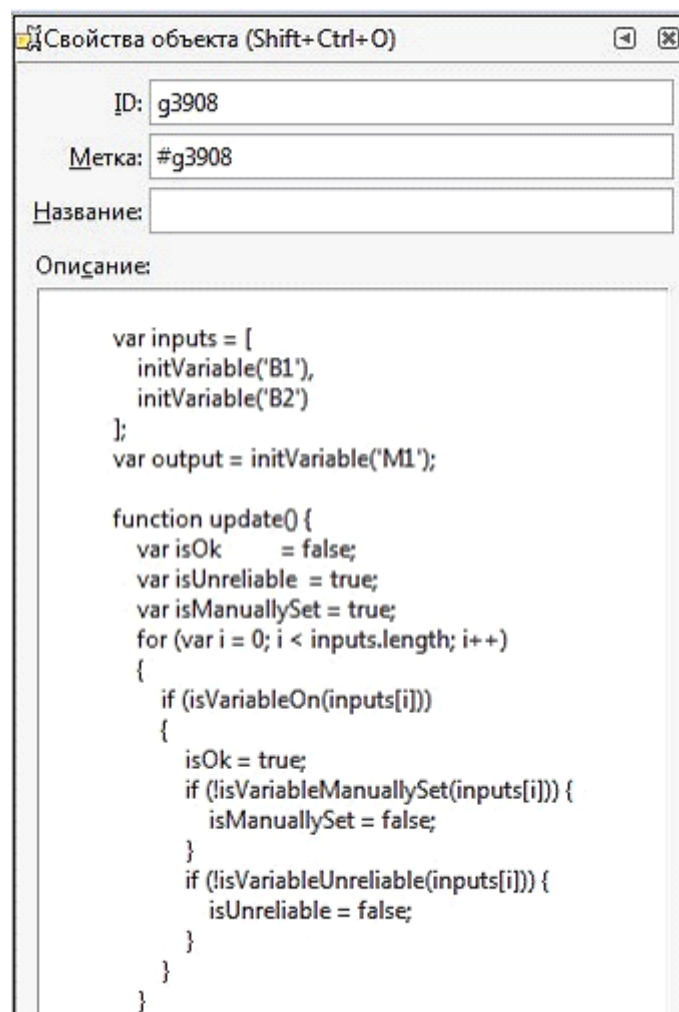 Свойства объекта (Shift+Ctrl+O)
ID: g3908
Метка: #g3908
Название:
Описание:
var inputs = [
initVariable('B1'),
initVariable('B2')
];
var output = initVariable('M1');
function update() {
var isOk = false;
var isUnreliable = true;
var isManuallySet = true;
for (var i = 0; i < inputs.length; i++)
{
if (isVariableOn(inputs[i]))
{
isOk = true;
if (!isVariableManuallySet(inputs[i])) {
isManuallySet = false;
}
if (!isVariableUnreliable(inputs[i])) {
isUnreliable = false;
}
}
}